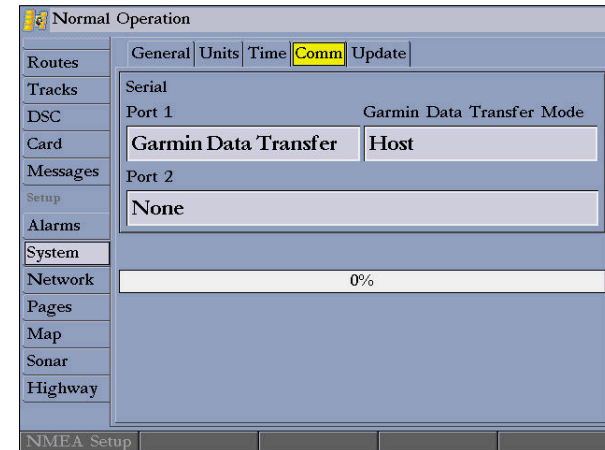 Normal Operation
General Units Time Comm Update
Routes
Tracks
DSC
Card
Messages
Setup
Alarms
System
Network
Pages
Map
Sonar
Highway
Serial
Port 1 Garmin Data Transfer Mode
Garmin Data Transfer Host
Port 2
None
0%
NMEA Setup